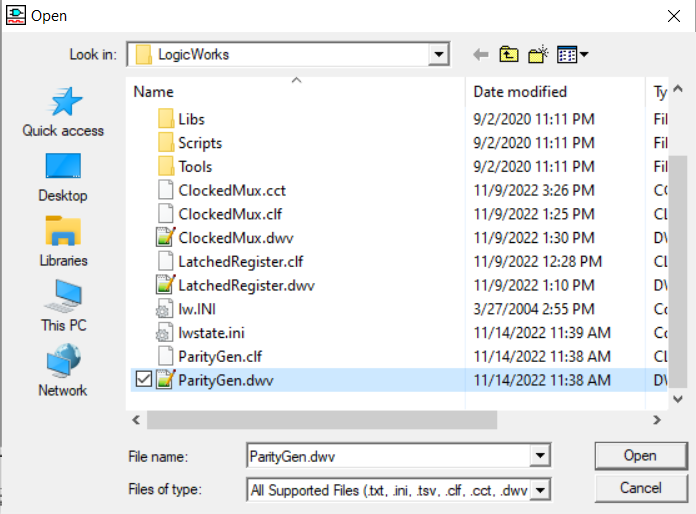 Open
Look in: LogicWorks
Name Date modified Ty
Libs 9/2/2020 11:11 PM Fil
Scripts 9/2/2020 11:11 PM Fil
Tools 9/2/2020 11:11 PM Fil
ClockedMux.cct 11/9/2022 3:26 PM CC
ClockedMux.clf 11/9/2022 1:25 PM CL
ClockedMux.dwv 11/9/2022 1:30 PM DV
LatchedRegister.clf 11/9/2022 12:28 PM CL
LatchedRegister.dwv 11/9/2022 1:10 PM DV
lw.INI 3/27/2004 2:55 PM Co
lwstate.ini 11/14/2022 11:39 AM Co
ParityGen.clf 11/14/2022 11:38 AM CL
ParityGen.dwv 11/14/2022 11:38 AM DV
Quick access
Desktop
Libraries
This PC
Network
File name: ParityGen.dwv Open
Files of type: All Supported Files (.txt, .ini, .tsv, .clf, .cct, .dwv Cancel